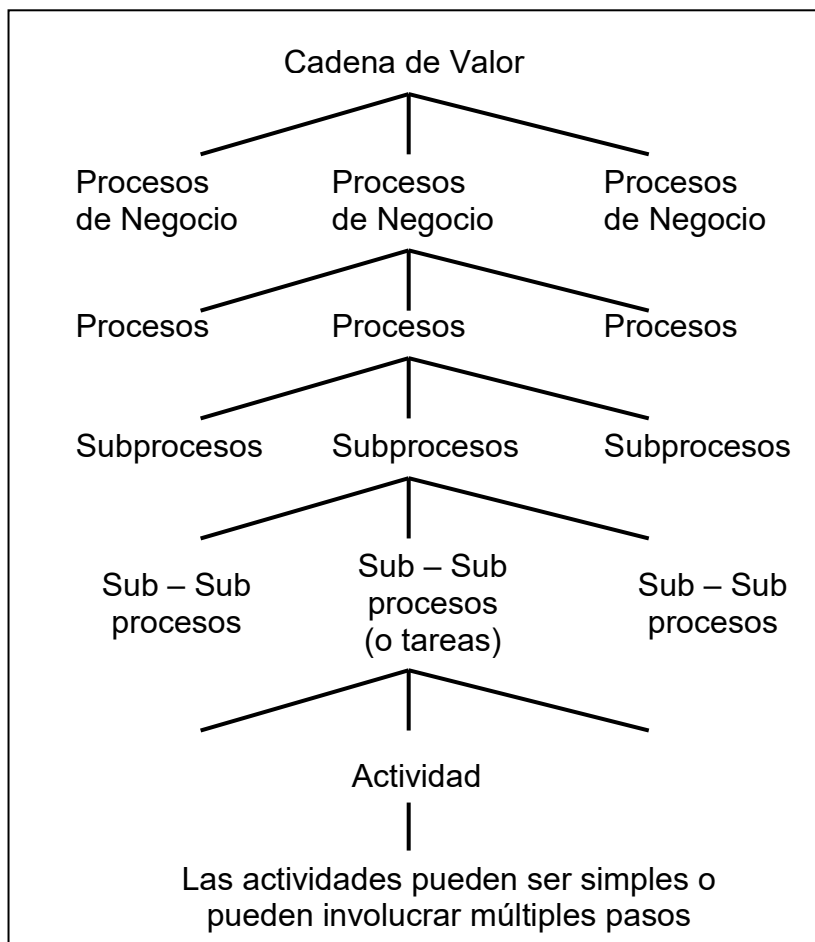 Cadena de Valor
Procesos
de Negocio
Procesos
de Negocio
Procesos
de Negocio
Procesos
Procesos
Procesos
Subprocesos
Subprocesos
Subprocesos
Sub – Sub
procesos
Sub – Sub
procesos
(o tareas)
Sub – Sub
procesos
Actividad
Las actividades pueden ser simples o
pueden involucrar múltiples pasos